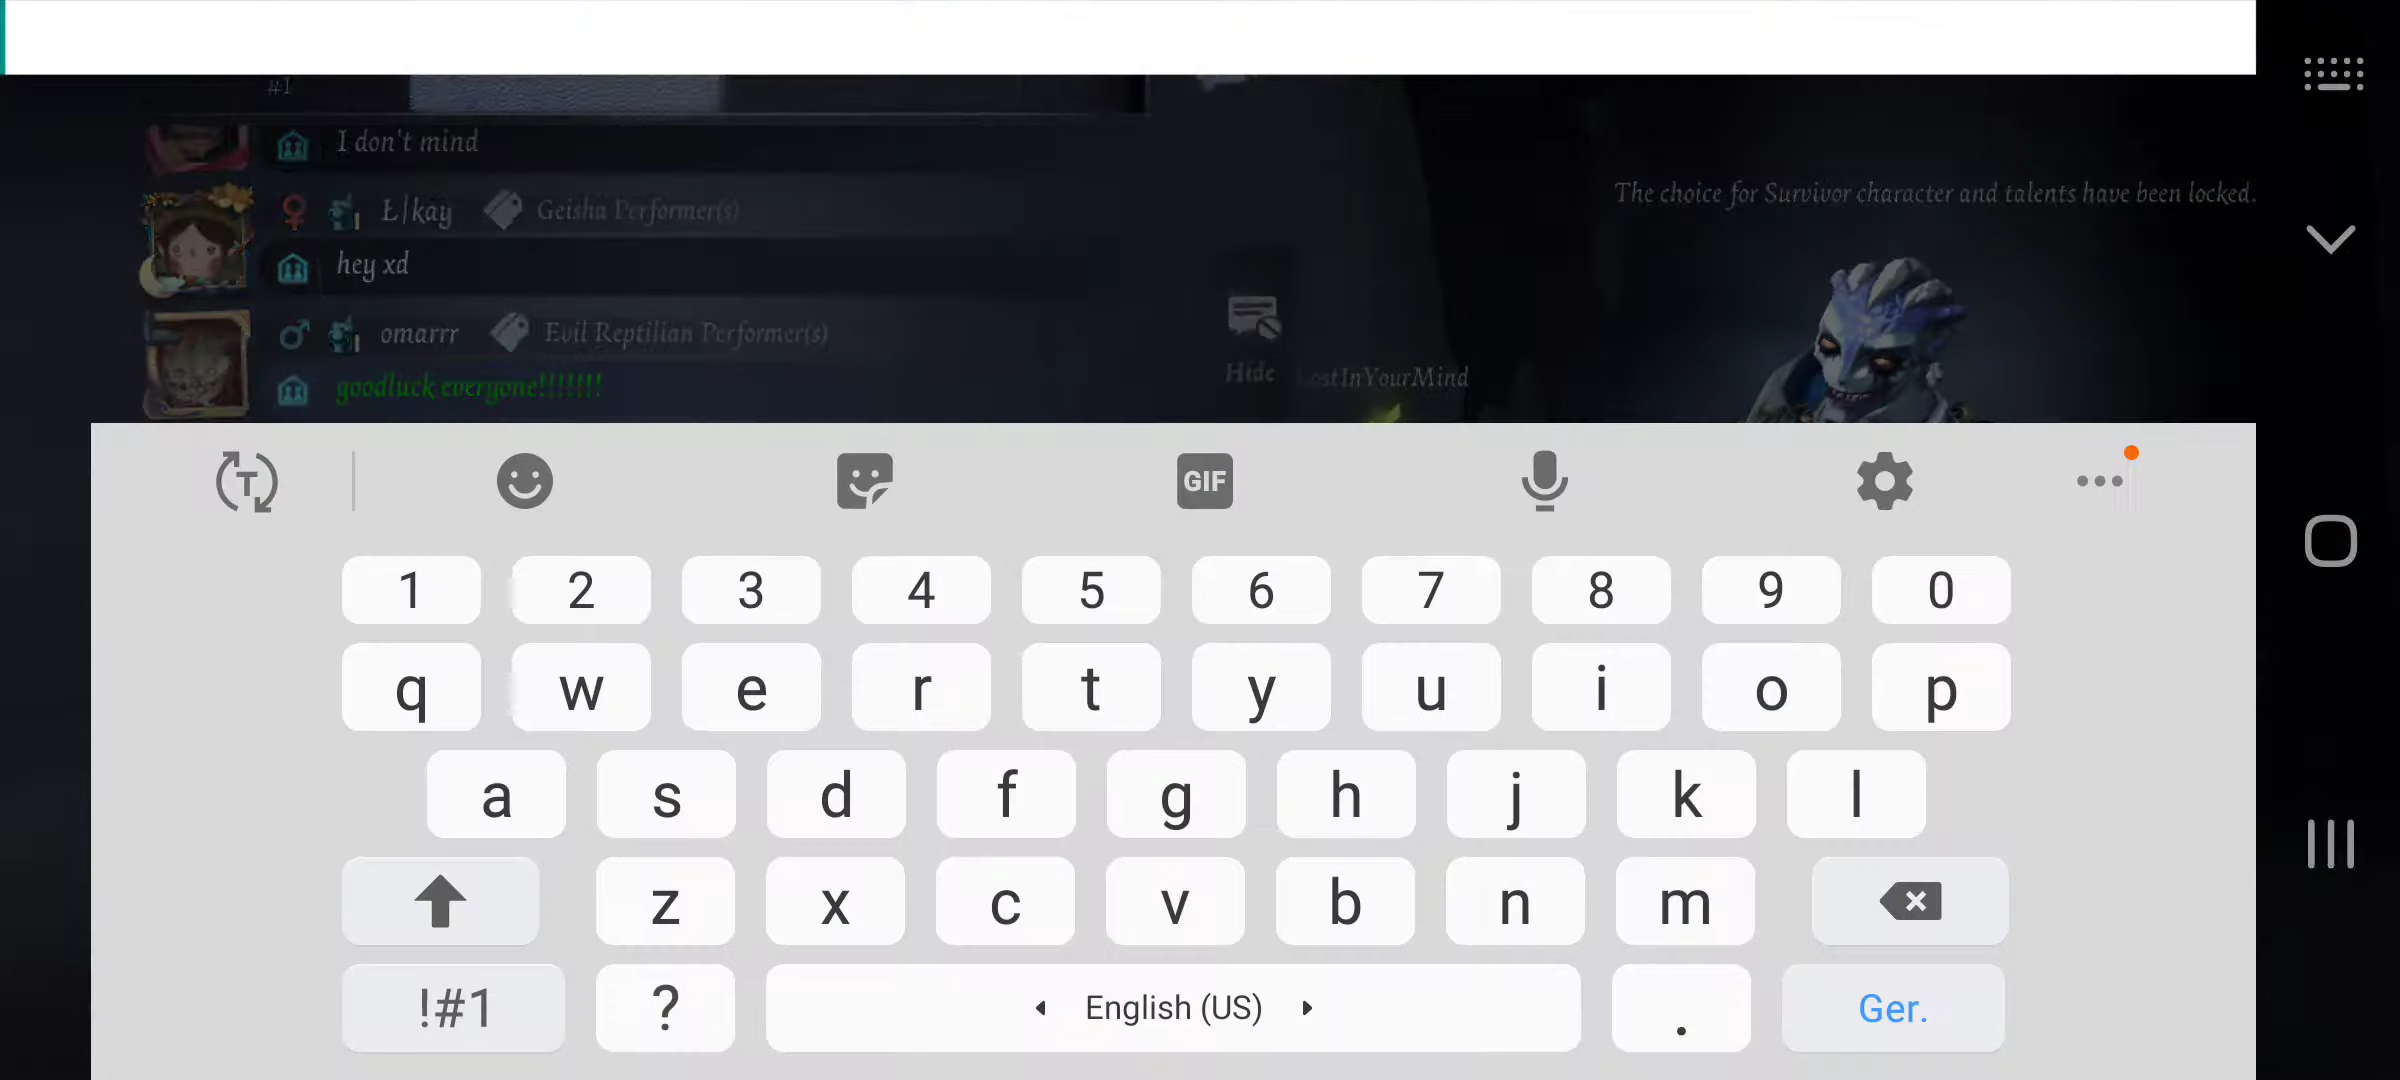 #1
I don't mind
The choice for Survivor character and talents have been locked.
Ł/kay Geisha Performer(s)
hey xd
omarrr Evil Reptilian Performer(s)
Hide
LostInYourMind
goodluck everyone!!!!!!!
T
GIF
1 2 3 4 5 6 7 8 9 0
q w e r t y u i o p
a s d f g h j k l
z x c v b n m
!#1 ? English (US) . Ger.